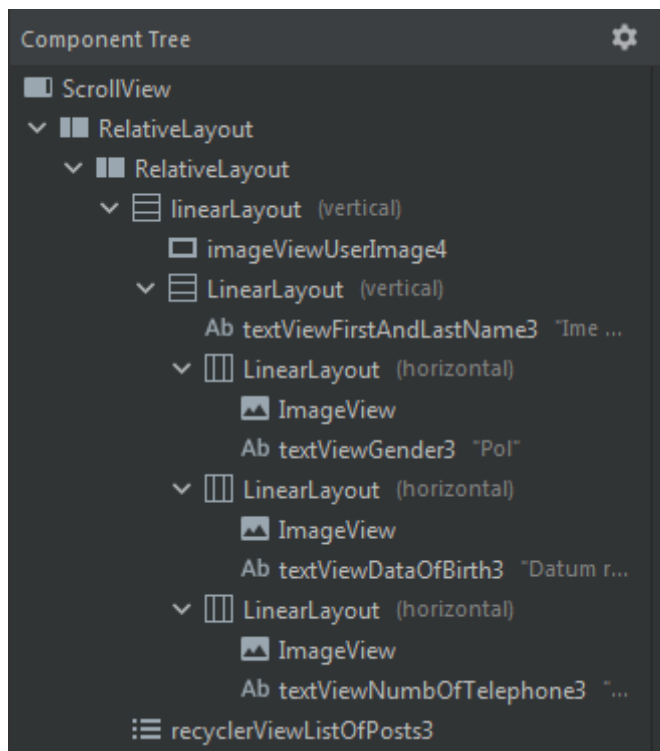 Component Tree
ScrollView
RelativeLayout
RelativeLayout
linearLayout (vertical)
imageViewUserImage4
LinearLayout (vertical)
Ab textViewFirstAndLastName3 "Ime ...
LinearLayout (horizontal)
ImageView
Ab textViewGender3 "Pol"
LinearLayout (horizontal)
ImageView
Ab textViewDataOfBirth3 "Datum r...
LinearLayout (horizontal)
ImageView
Ab textViewNumbOfTelephone3 "...
recyclerViewListOfPosts3